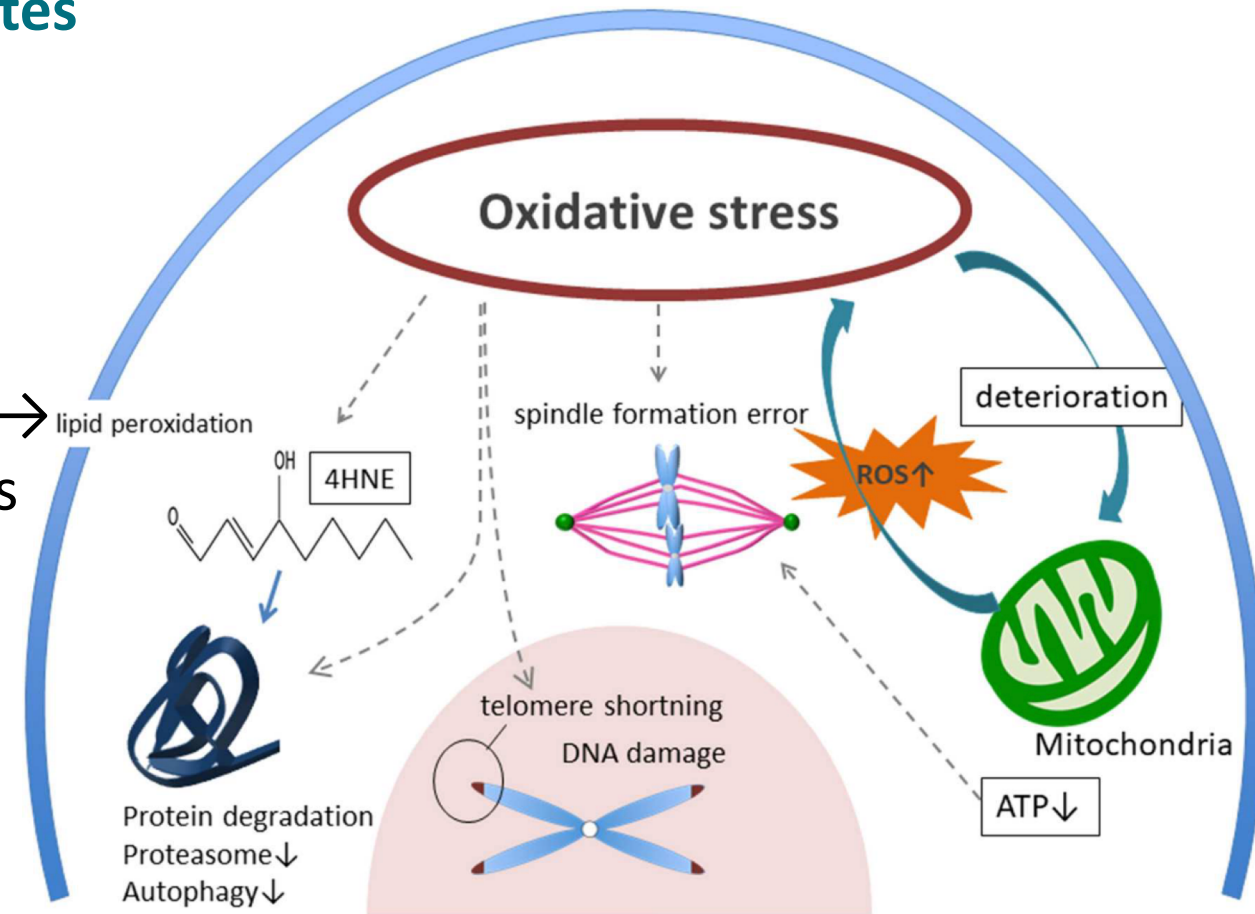 tes
Oxidative stress
deterioration
lipid peroxidation
spindle formation error
ROS↑
OH
4HNE
s
O
telomere shortning
DNA damage
Mitochondria
ATP↓
Protein degradation
Proteasome↓
Autophagy↓